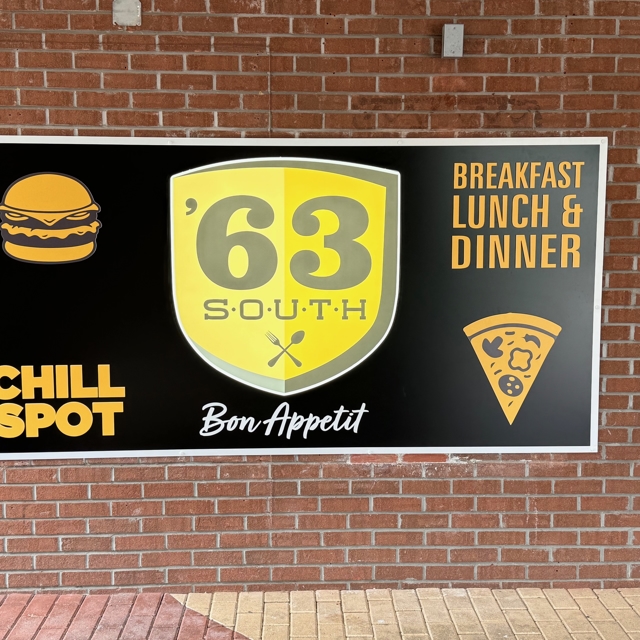 '63
S·O·U·T·H
Bon Appetit
CHILL
SPOT
BREAKFAST
LUNCH &
DINNER